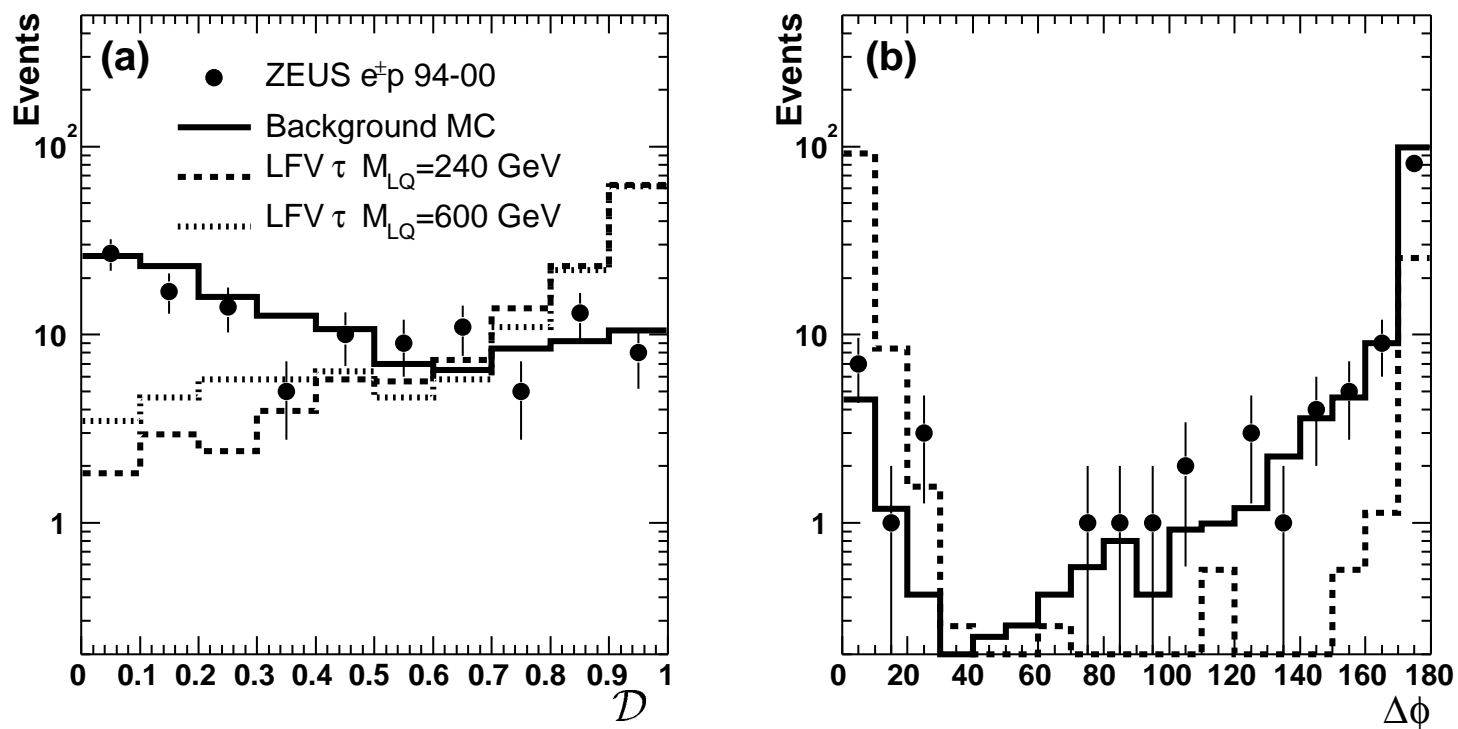 Events
(a)
ZEUS e±p 94-00
Background MC
LFV τ M_LQ=240 GeV
LFV τ M_LQ=600 GeV
10²
10
1
0 0.1 0.2 0.3 0.4 0.5 0.6 0.7 0.8 0.9 1
𝒟
Events
(b)
10²
10
1
0 20 40 60 80 100 120 140 160 180
Δϕ